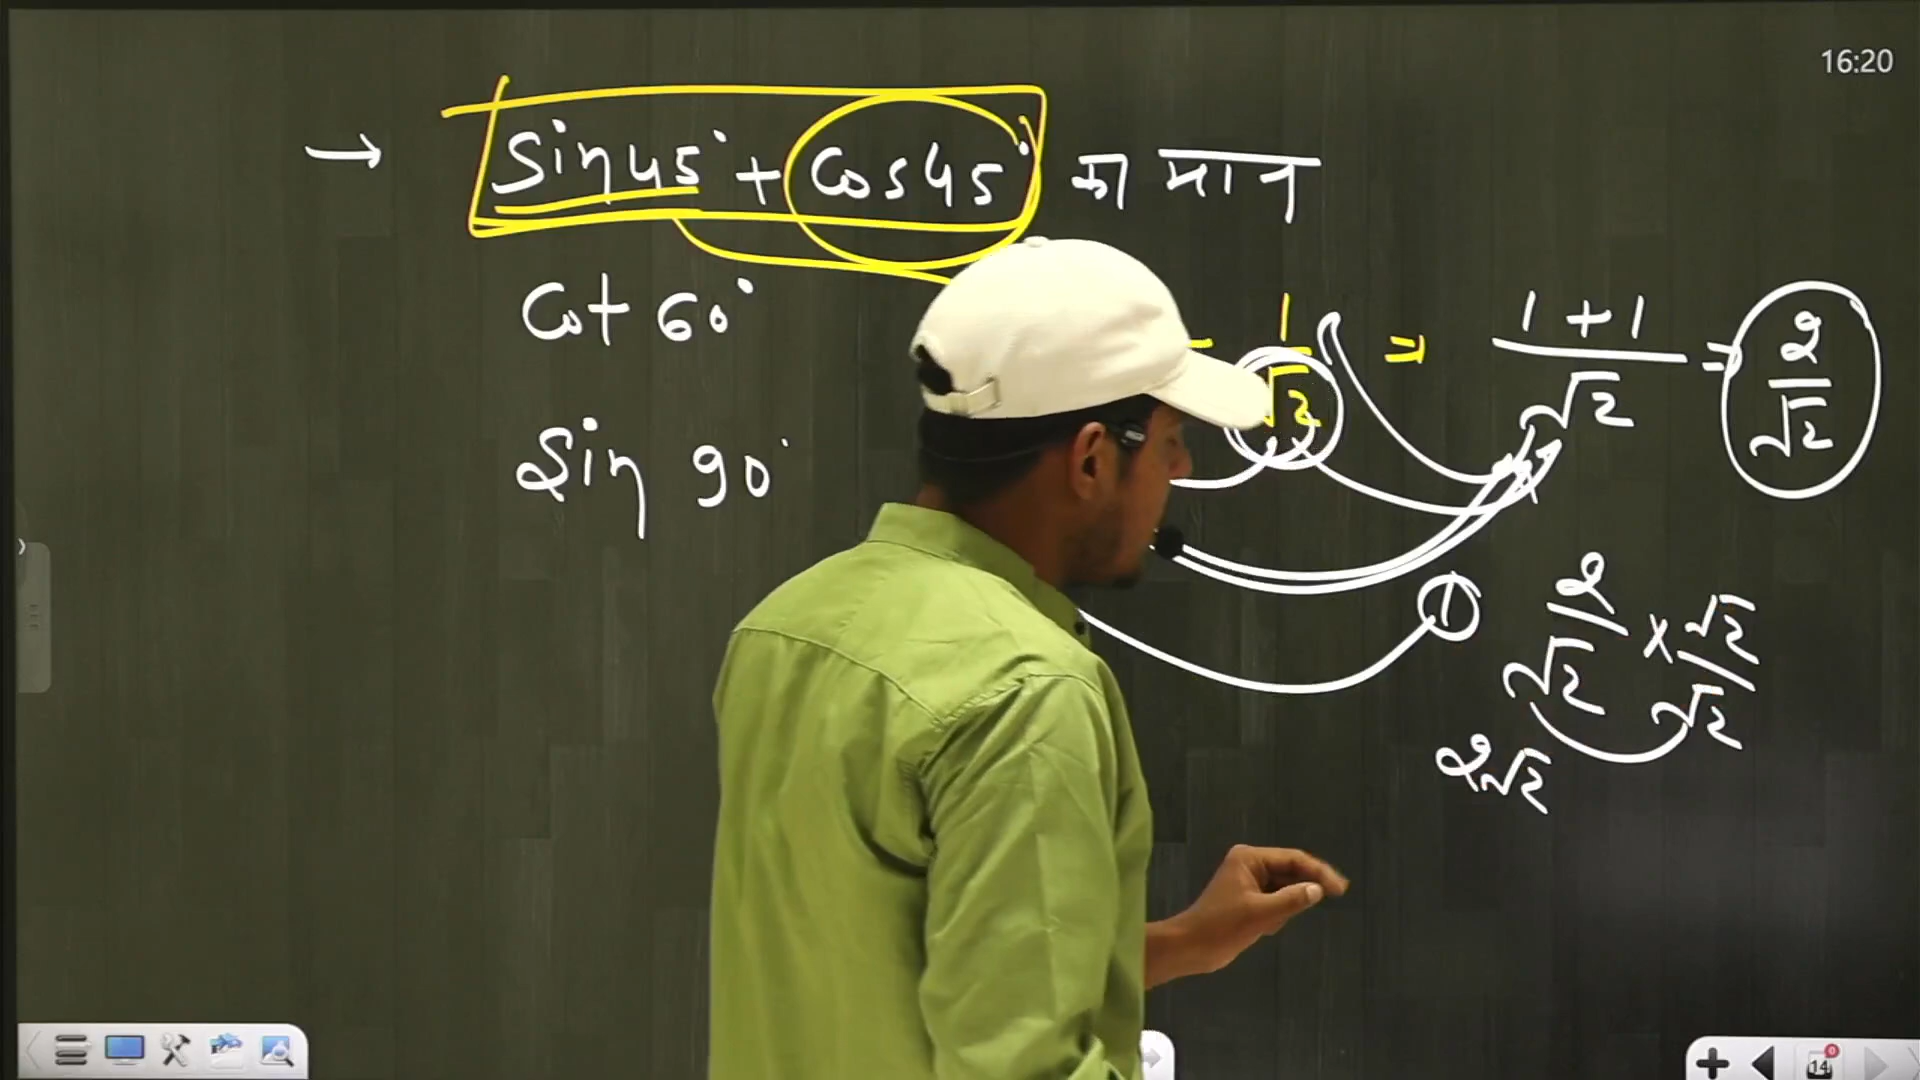 16:20
→ Sin45° + Cos45° का मान
Cot 60°
1/√2 = (1+1)/√2 = 2/√2
Sin 90°
1
2/√2 × √2/√2
2√2
14